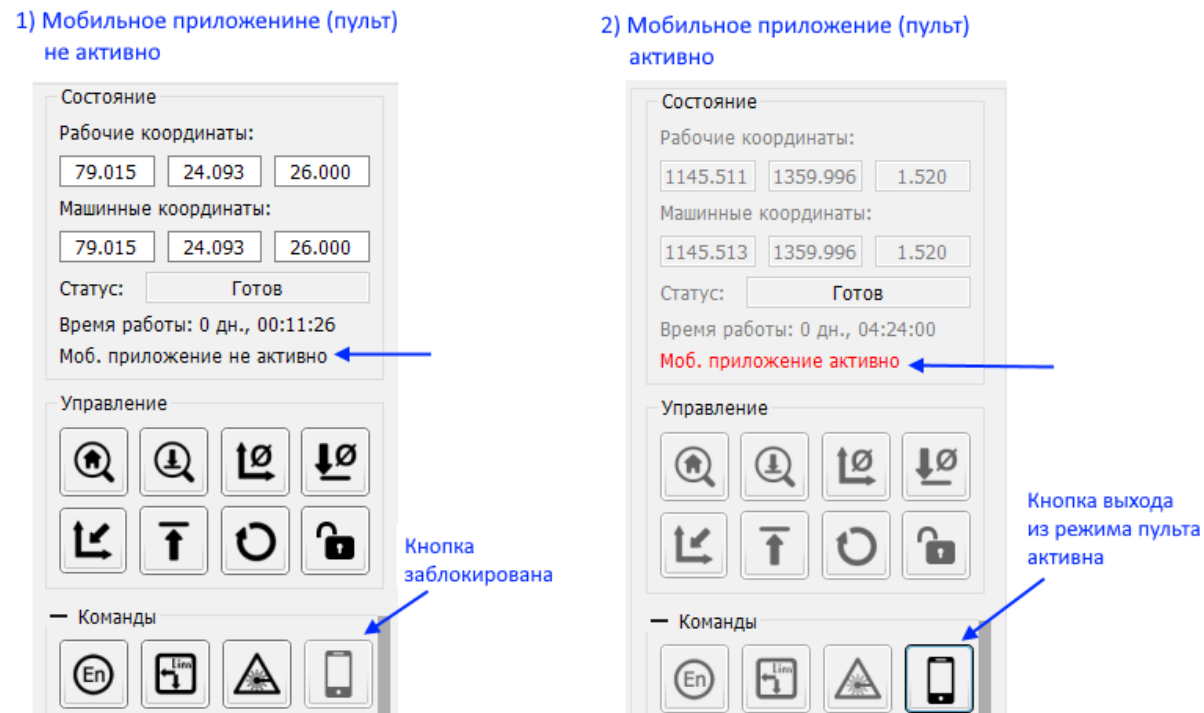 1) Мобильное приложенине (пульт)
не активно
Состояние
Рабочие координаты:
79.015 24.093 26.000
Машинные координаты:
79.015 24.093 26.000
Статус: Готов
Время работы: 0 дн., 00:11:26
Моб. приложение не активно
Управление
Кнопка
заблокирована
Команды
En Lim
2) Мобильное приложение (пульт)
активно
Состояние
Рабочие координаты:
1145.511 1359.996 1.520
Машинные координаты:
1145.513 1359.996 1.520
Статус: Готов
Время работы: 0 дн., 04:24:00
Моб. приложение активно
Управление
Кнопка выхода
из режима пульта
активна
Команды
En Lim